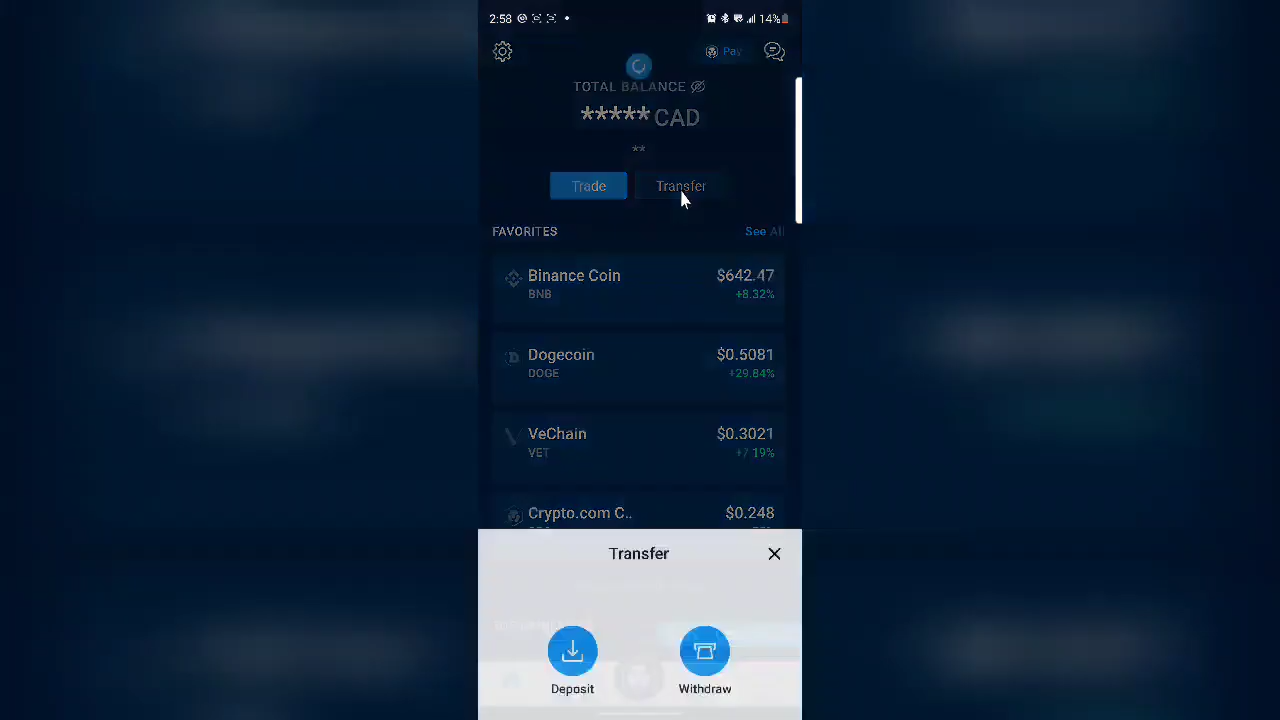 2:58
14%
Pay
TOTAL BALANCE
*****CAD
**
Trade
Transfer
FAVORITES
See All
Binance Coin
$642.47
BNB
+8.32%
Dogecoin
$0.5081
DOGE
+29.84%
VeChain
$0.3021
VET
+7.19%
Crypto.com C..
$0.248
Transfer
Deposit
Withdraw